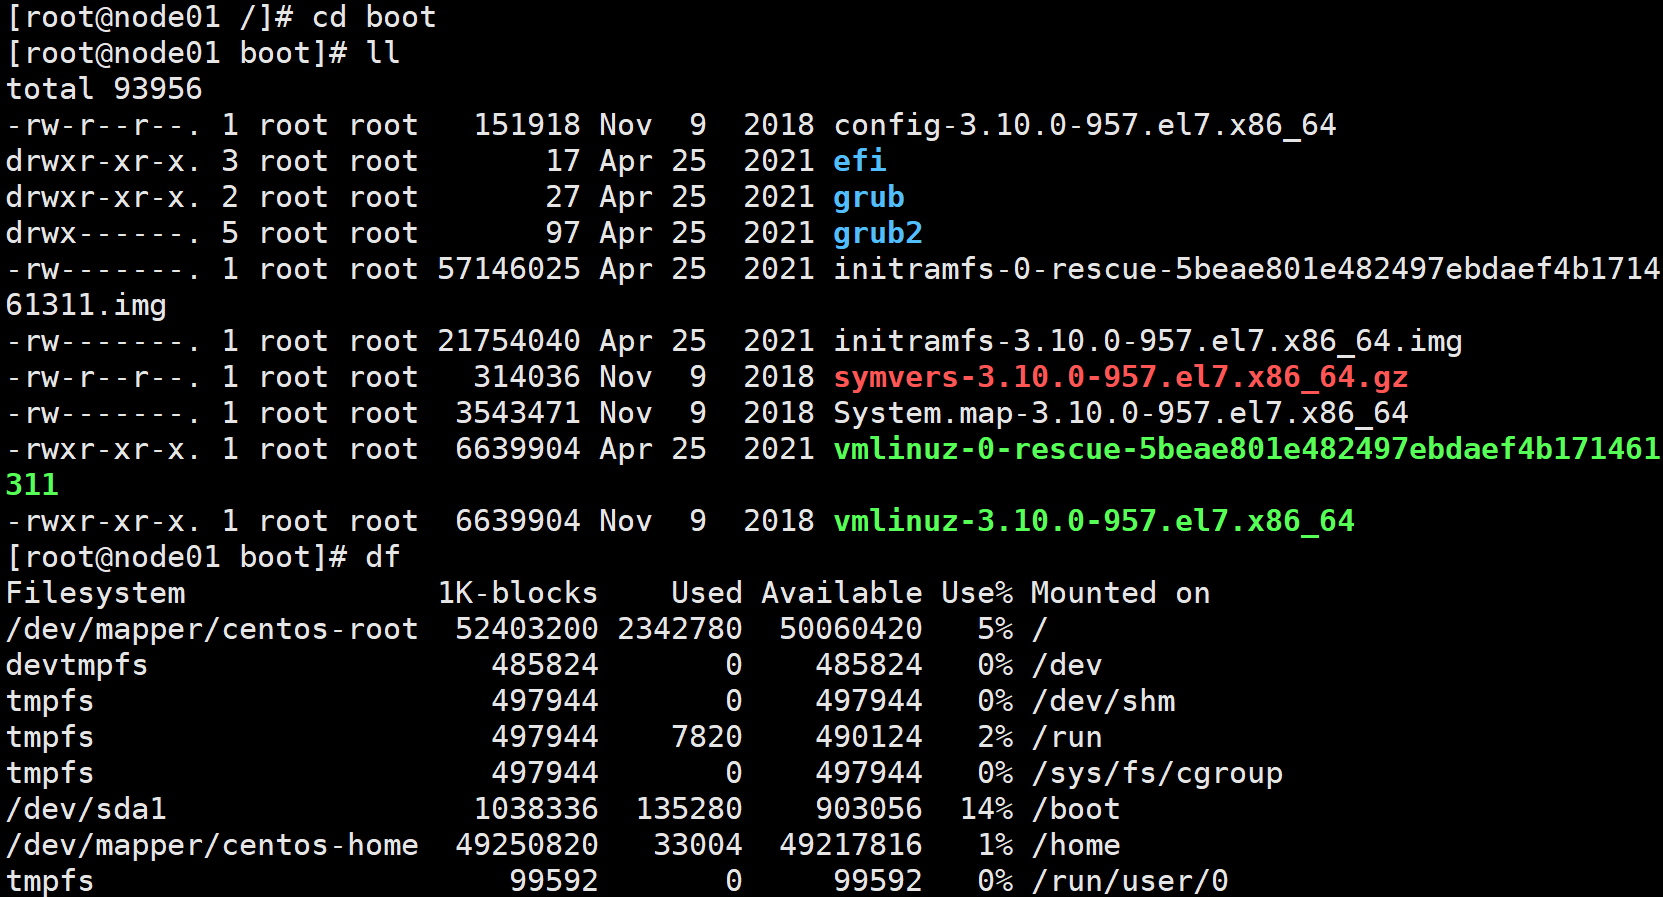 [root@node01 /]# cd boot
[root@node01 boot]# ll
total 93956
-rw-r--r--. 1 root root   151918 Nov  9  2018 config-3.10.0-957.el7.x86_64
drwxr-xr-x. 3 root root       17 Apr 25  2021 efi
drwxr-xr-x. 2 root root       27 Apr 25  2021 grub
drwx------. 5 root root       97 Apr 25  2021 grub2
-rw-------. 1 root root 57146025 Apr 25  2021 initramfs-0-rescue-5beae801e482497ebdaef4b1714
61311.img
-rw-------. 1 root root 21754040 Apr 25  2021 initramfs-3.10.0-957.el7.x86_64.img
-rw-r--r--. 1 root root   314036 Nov  9  2018 symvers-3.10.0-957.el7.x86_64.gz
-rw-------. 1 root root  3543471 Nov  9  2018 System.map-3.10.0-957.el7.x86_64
-rwxr-xr-x. 1 root root  6639904 Apr 25  2021 vmlinuz-0-rescue-5beae801e482497ebdaef4b171461
311
-rwxr-xr-x. 1 root root  6639904 Nov  9  2018 vmlinuz-3.10.0-957.el7.x86_64
[root@node01 boot]# df
Filesystem              1K-blocks    Used Available Use% Mounted on
/dev/mapper/centos-root  52403200 2342780  50060420   5% /
devtmpfs                   485824       0    485824   0% /dev
tmpfs                      497944       0    497944   0% /dev/shm
tmpfs                      497944    7820    490124   2% /run
tmpfs                      497944       0    497944   0% /sys/fs/cgroup
/dev/sda1                 1038336  135280    903056  14% /boot
/dev/mapper/centos-home  49250820   33004  49217816   1% /home
tmpfs                       99592       0     99592   0% /run/user/0